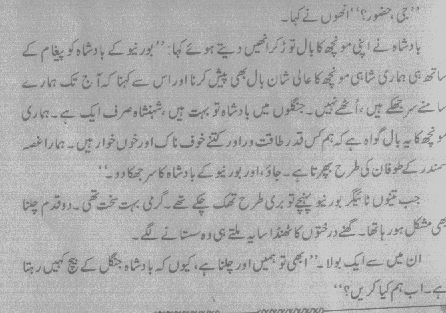 ”جی، حضور؟“ انھوں نے کہا۔
بادشاہ نے اپنی مونچھ کا بال توڑ کر انھیں دیتے ہوئے کہا: ”بورنیو کے بادشاہ کو پیغام کے
ساتھ ہی ہماری شاہی مونچھ کا عالی شان بال بھی پیش کرنا اور اس سے کہنا کہ آج تک ہمارے
سامنے سر جھکے ہیں، اُٹھے نہیں۔ جنگلوں میں بادشاہ تو بہت ہیں، شہنشاہ صرف ایک ہے۔ ہماری
مونچھ کا یہ بال گواہ ہے کہ ہم کس قدر طاقت ور اور کتنے خوف ناک اور خوں خوار ہیں۔ ہمارا غصہ
سمندر کے طوفان کی طرح بپھرتا ہے۔ جاؤ، اور بورنیو کے بادشاہ کا سر جھکا دو۔“
جب تینوں ٹائیگر بورنیو پہنچے تو بری طرح تھک چکے تھے۔ گرمی بہت سخت تھی۔ دو قدم چلنا
بھی مشکل ہو رہا تھا۔ گھنے درختوں کا ٹھنڈا سایہ ملتے ہی وہ سستانے لگے۔
ان میں سے ایک بولا۔ ”ابھی تو ہمیں اور چلنا ہے، کیوں کہ بادشاہ جنگل کے بیچ کہیں رہتا
ہے۔ اب ہم کیا کریں؟“